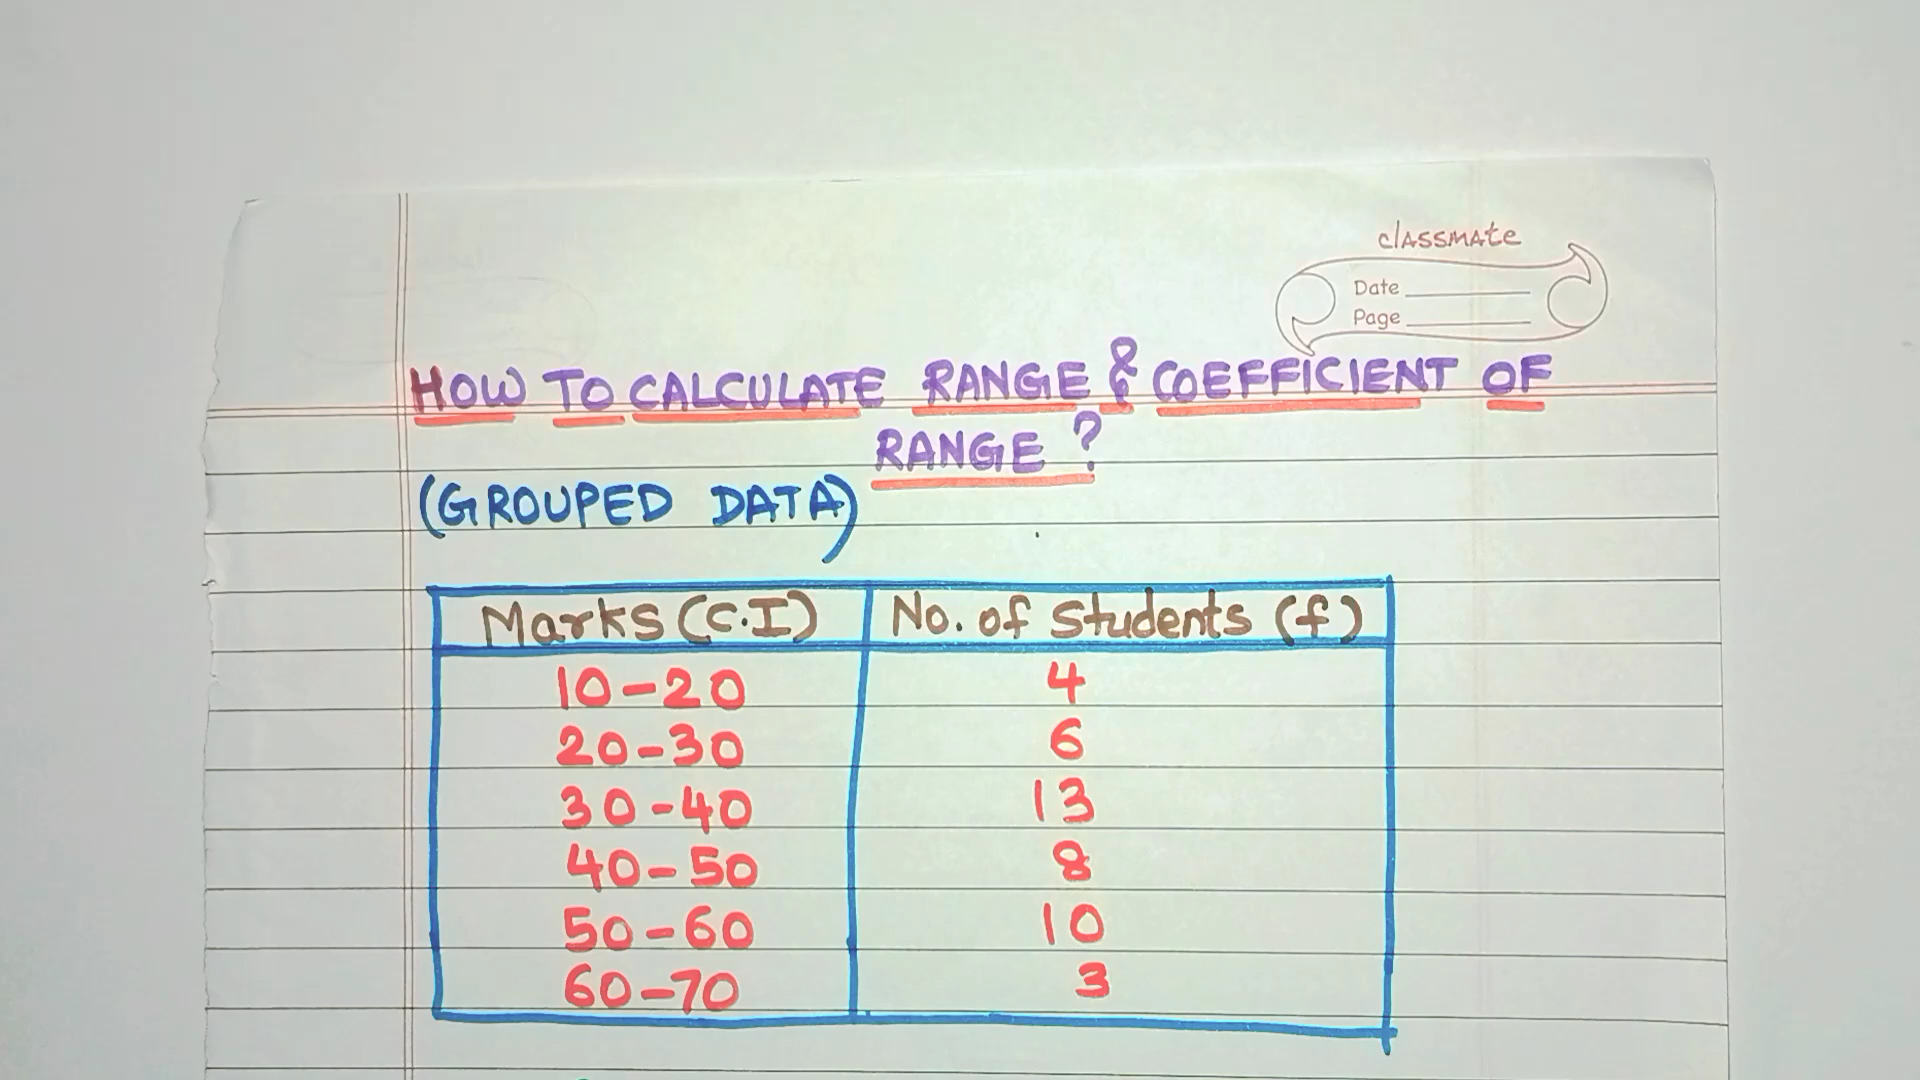 classmate
Date
Page
HOW TO CALCULATE RANGE & COEFFICIENT OF
RANGE ?
(GROUPED DATA)
Marks (C.I) No. of Students (f)
10-20 4
20-30 6
30-40 13
40-50 8
50-60 10
60-70 3